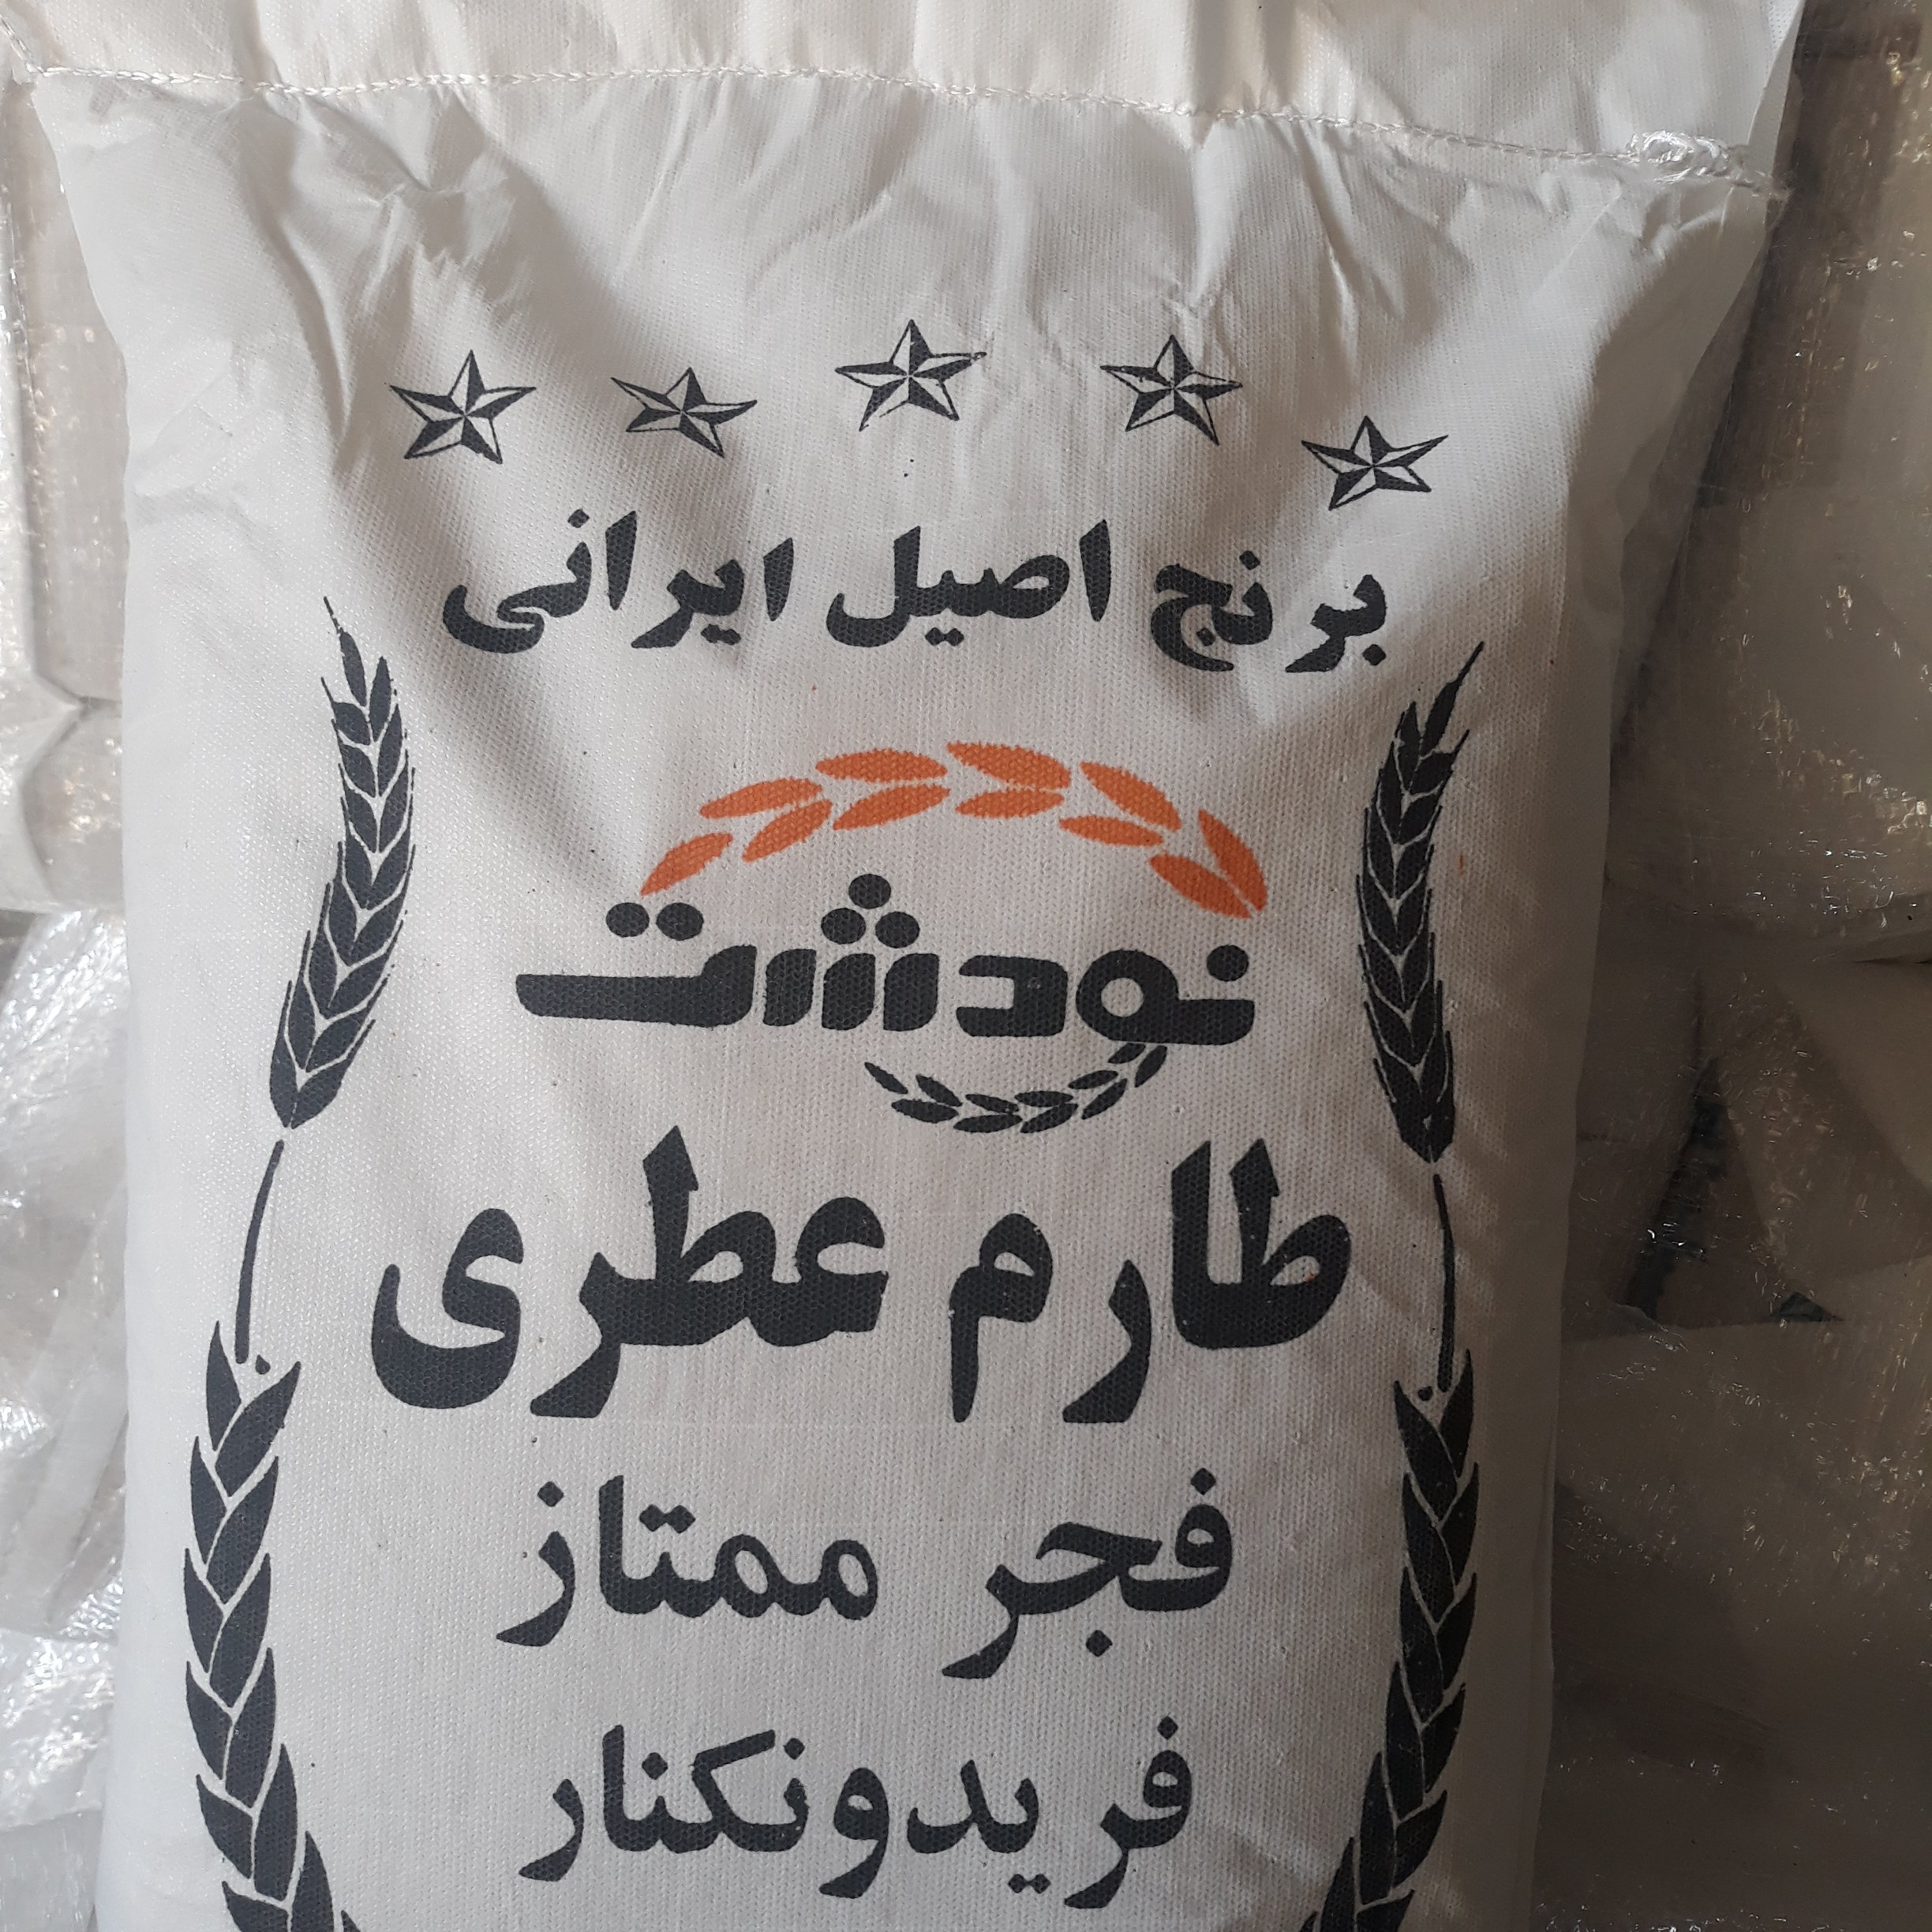 برنج اصیل ایرانی
نودشت
طارم عطری
فجر ممتاز
فریدونکنار